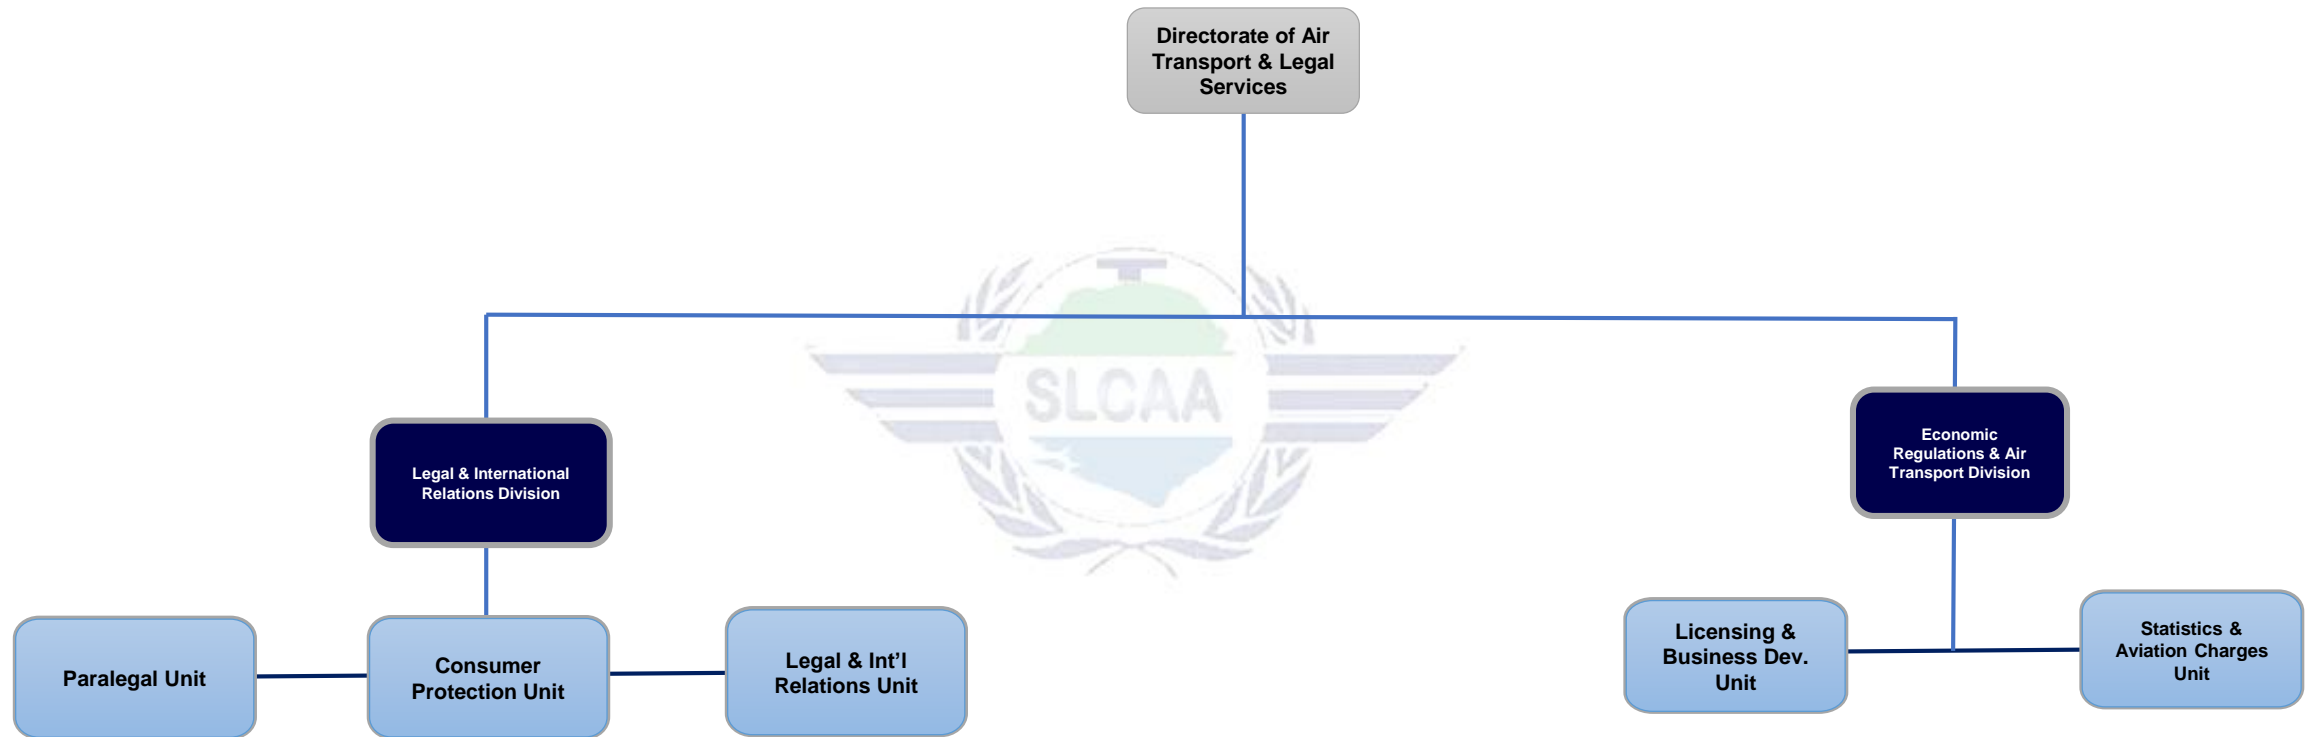 Directorate of Air
Transport & Legal
Services
SLCAA
Legal & International
Relations Division
Economic
Regulations & Air
Transport Division
Paralegal Unit
Consumer
Protection Unit
Legal & Int’l
Relations Unit
Licensing &
Business Dev.
Unit
Statistics &
Aviation Charges
Unit